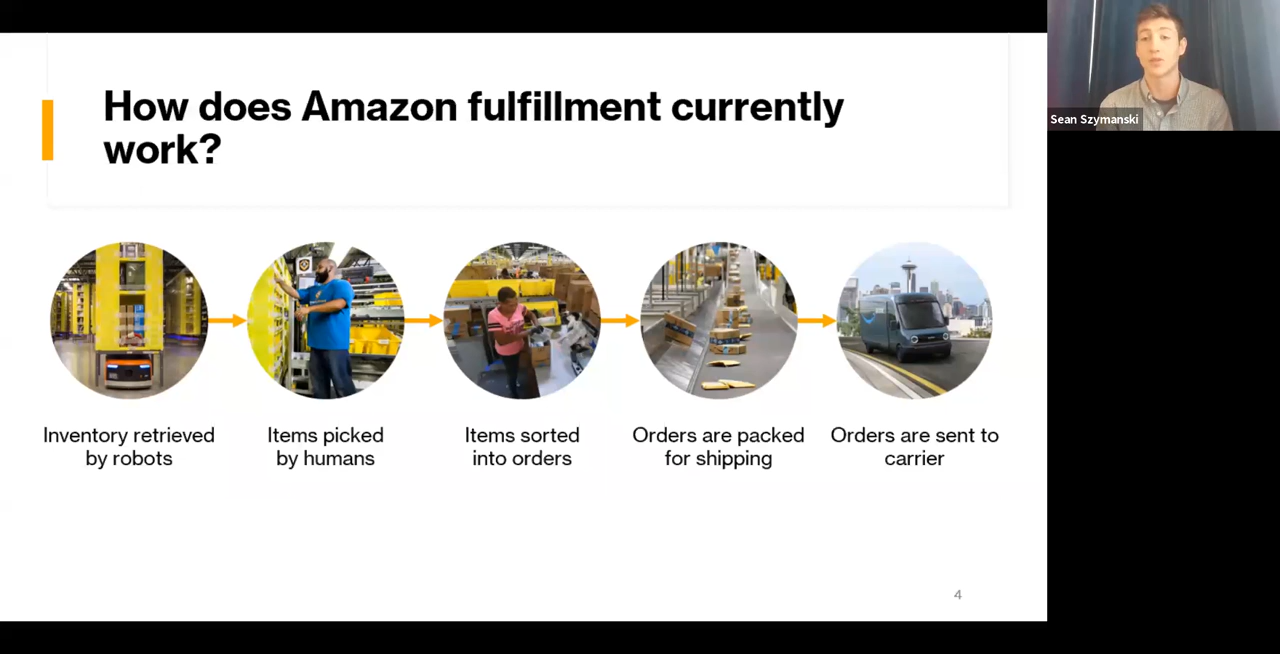 How does Amazon fulfillment currently
work?
Sean Szymanski
Inventory retrieved
by robots
Items picked
by humans
Items sorted
into orders
Orders are packed
for shipping
Orders are sent to
carrier
4